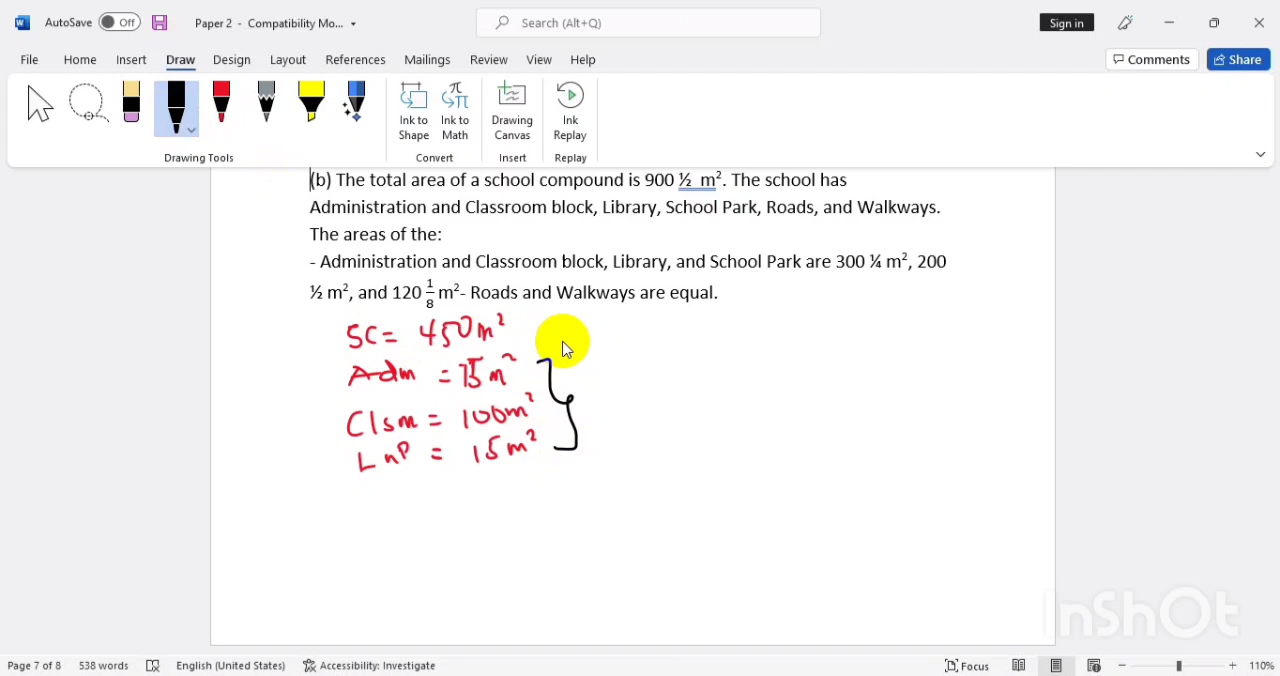 AutoSave Off Paper 2 - Compatibility Mo... Search (Alt+Q) Sign in
File Home Insert Draw Design Layout References Mailings Review View Help Comments Share
Ink to Shape Ink to Math Drawing Canvas Ink Replay
Drawing Tools Convert Insert Replay
(b) The total area of a school compound is 900 ½ m². The school has
Administration and Classroom block, Library, School Park, Roads, and Walkways.
The areas of the:
- Administration and Classroom block, Library, and School Park are 300 ¼ m², 200
½ m², and 120 1/8 m²- Roads and Walkways are equal.
SC = 450m²
Adm = 75m²
Clsm = 100m²
LnP = 15m²
InShOt
Page 7 of 8 538 words English (United States) Accessibility: Investigate Focus 110%